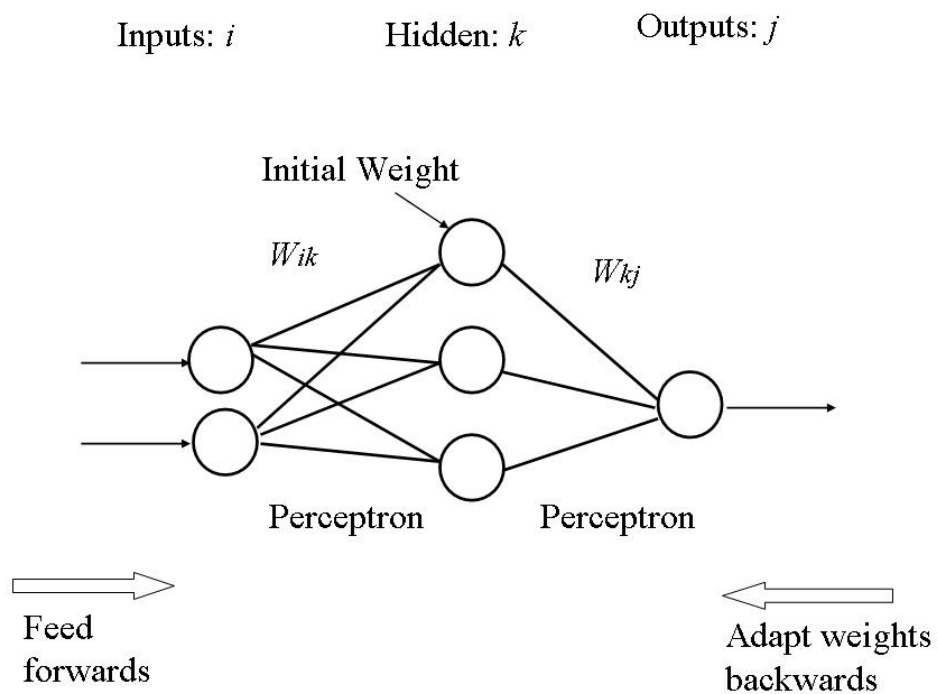 Inputs: i
Hidden: k
Outputs: j
Initial Weight
Wik
Wkj
Perceptron
Perceptron
Feed
forwards
Adapt weights
backwards